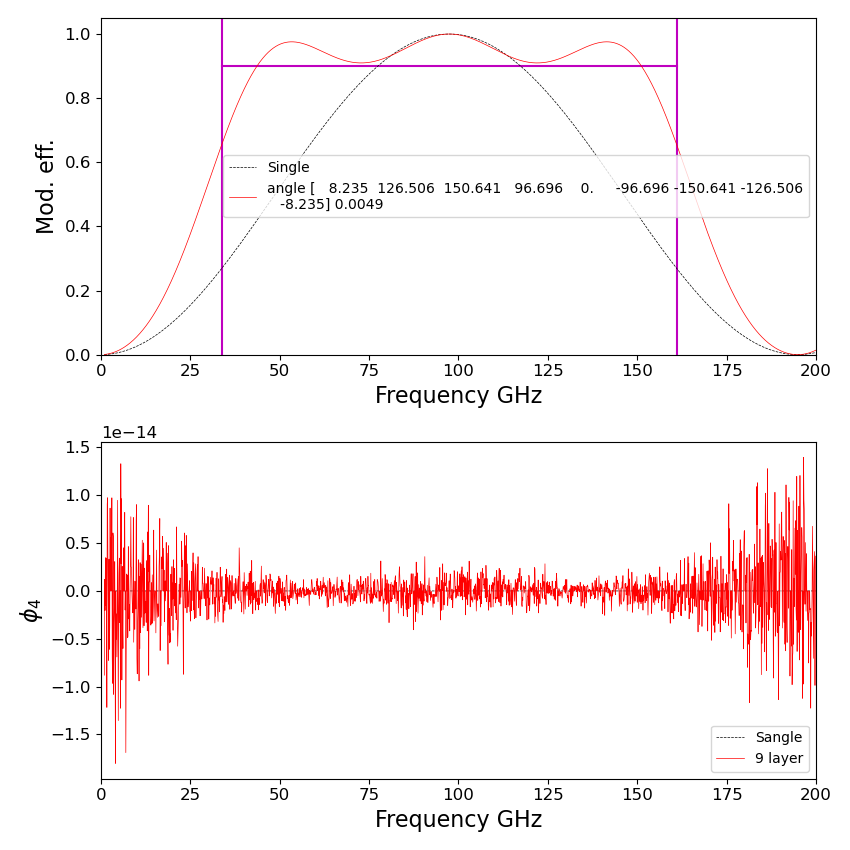 1.0
0.8
0.6
0.4
0.2
0.0
Mod. eff.
Single
angle [   8.235  126.506  150.641   96.696    0.     -96.696 -150.641 -126.506
-8.235] 0.0049
0 25 50 75 100 125 150 175 200
Frequency GHz
1e−14
1.5
1.0
0.5
0.0
−0.5
−1.0
−1.5
ϕ4
Sangle
9 layer
0 25 50 75 100 125 150 175 200
Frequency GHz